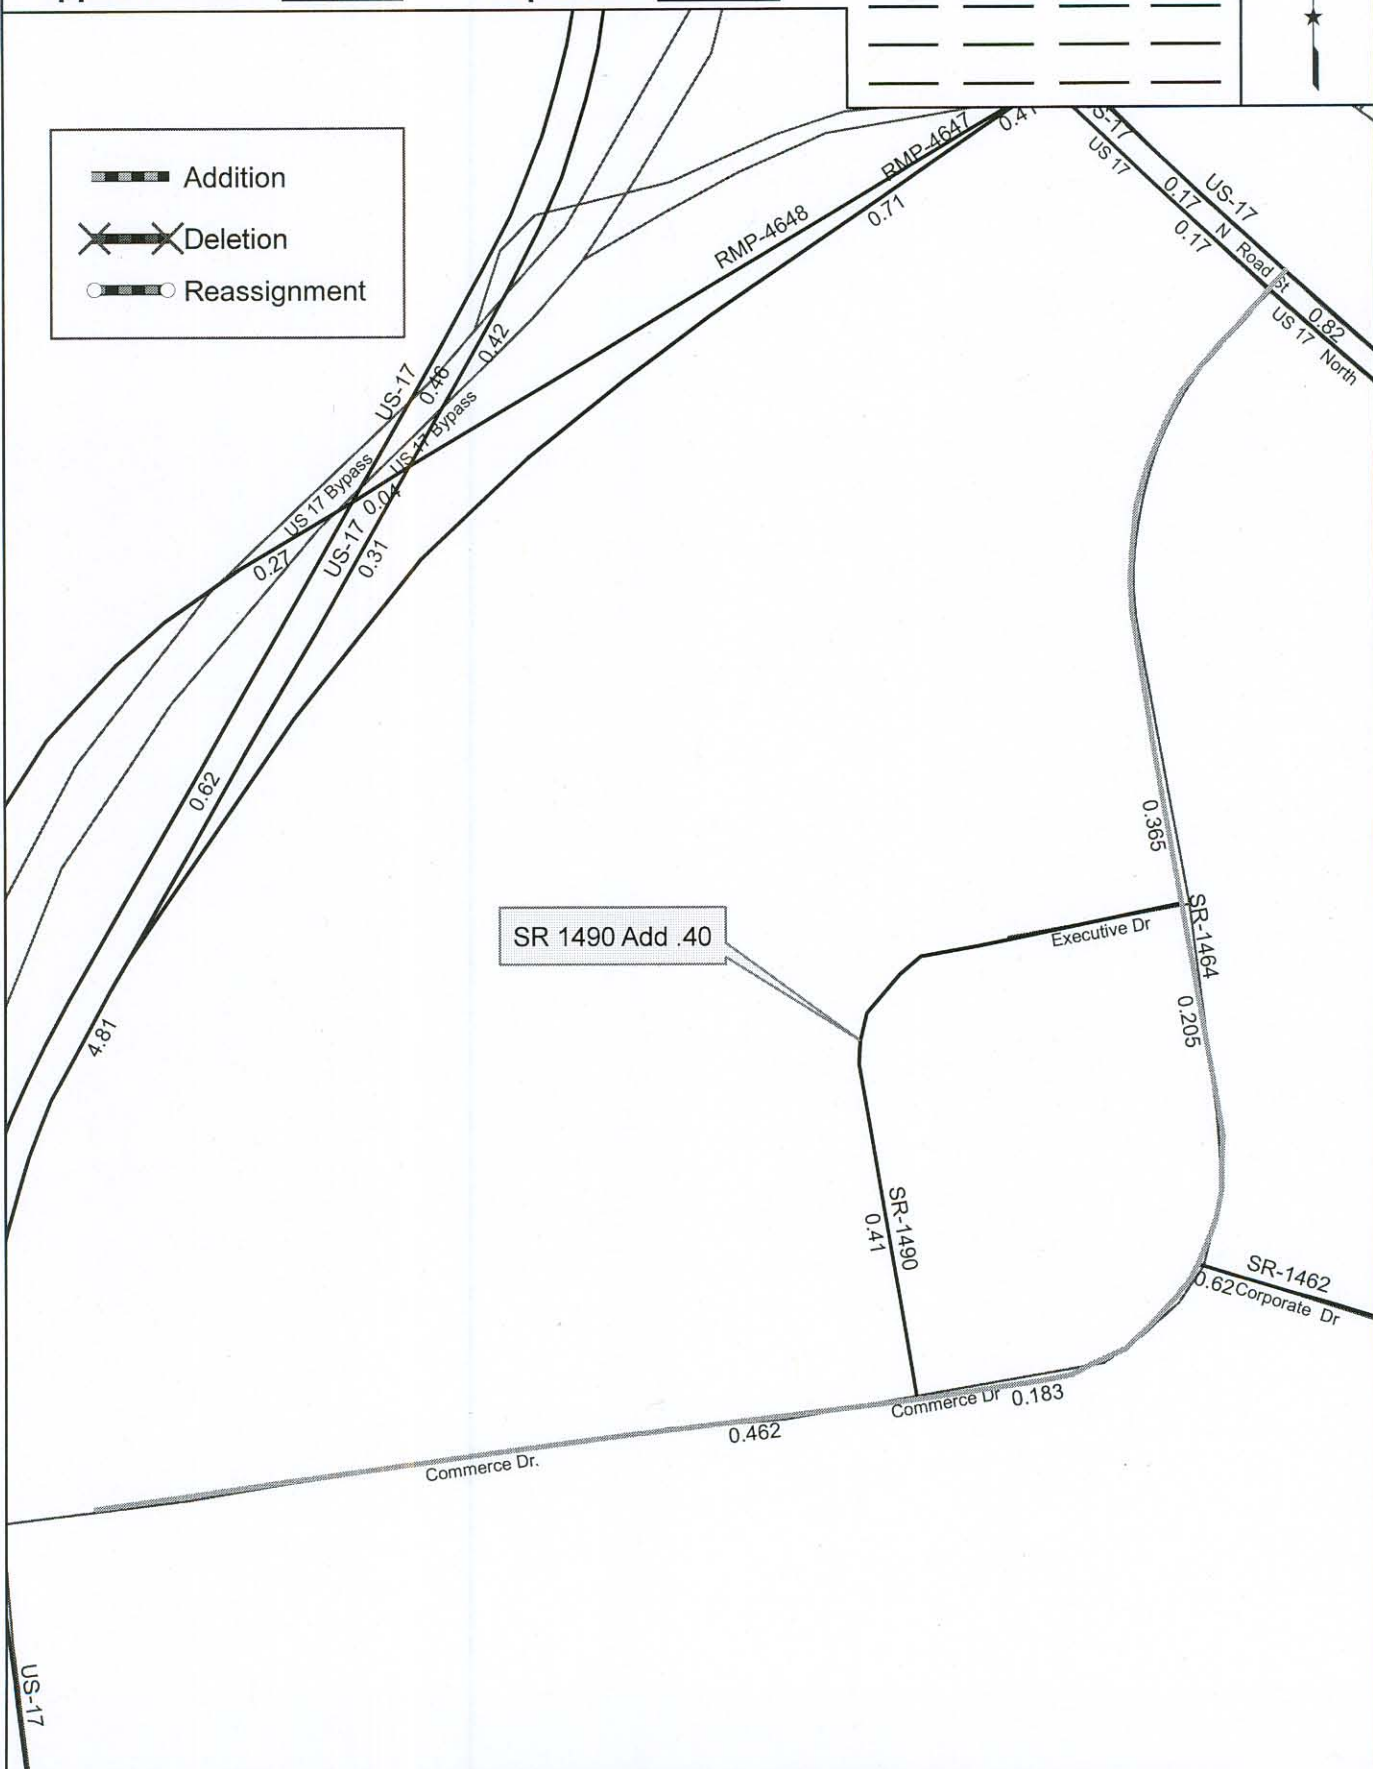 Addition
Deletion
Reassignment
RMP-4647
0.41
RMP-4648
0.71
S-17
US 17
0.17
0.17
US-17
N Road St
0.82
US 17 North
0.42
0.46
US-17
US 17 Bypass
US 17 Bypass
0.04
0.27
US-17
0.31
0.62
4.81
0.365
SR 1490 Add .40
Executive Dr
SR-1464
0.205
SR-1490
0.41
SR-1462
0.62
Corporate Dr
Commerce Dr
0.183
0.462
Commerce Dr.
US-17